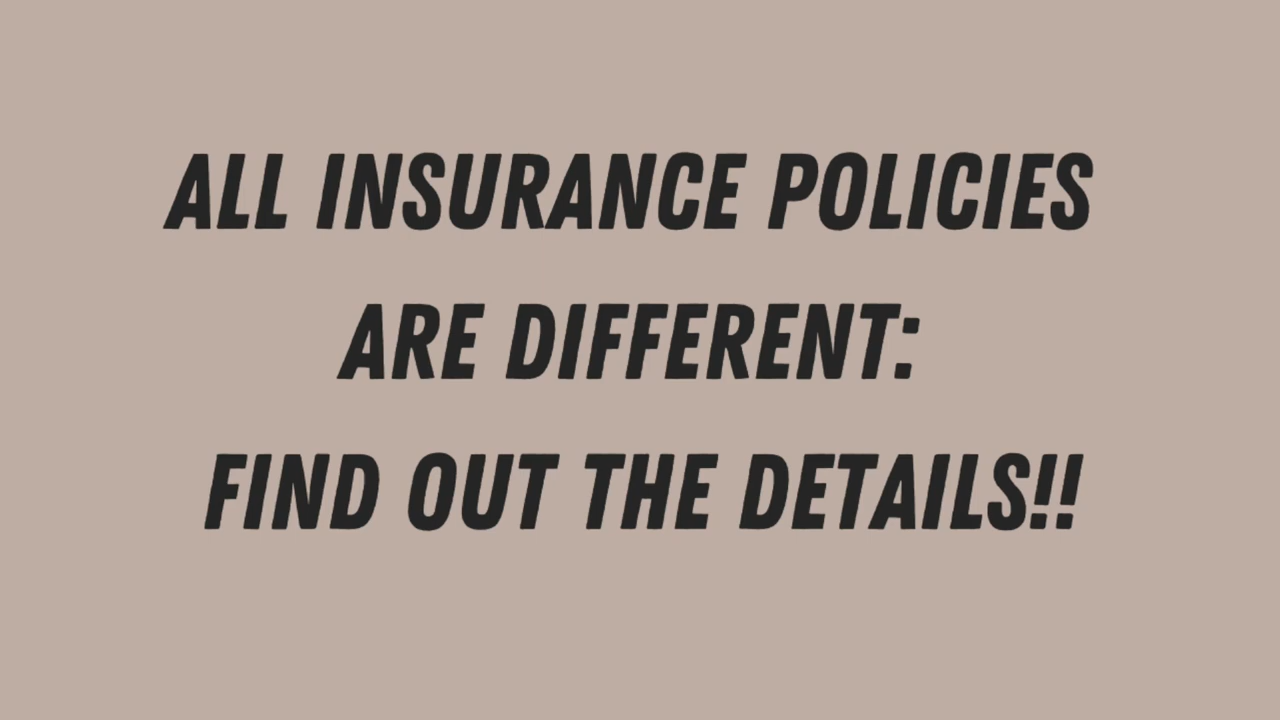 ALL INSURANCE POLICIES
ARE DIFFERENT:
FIND OUT THE DETAILS!!